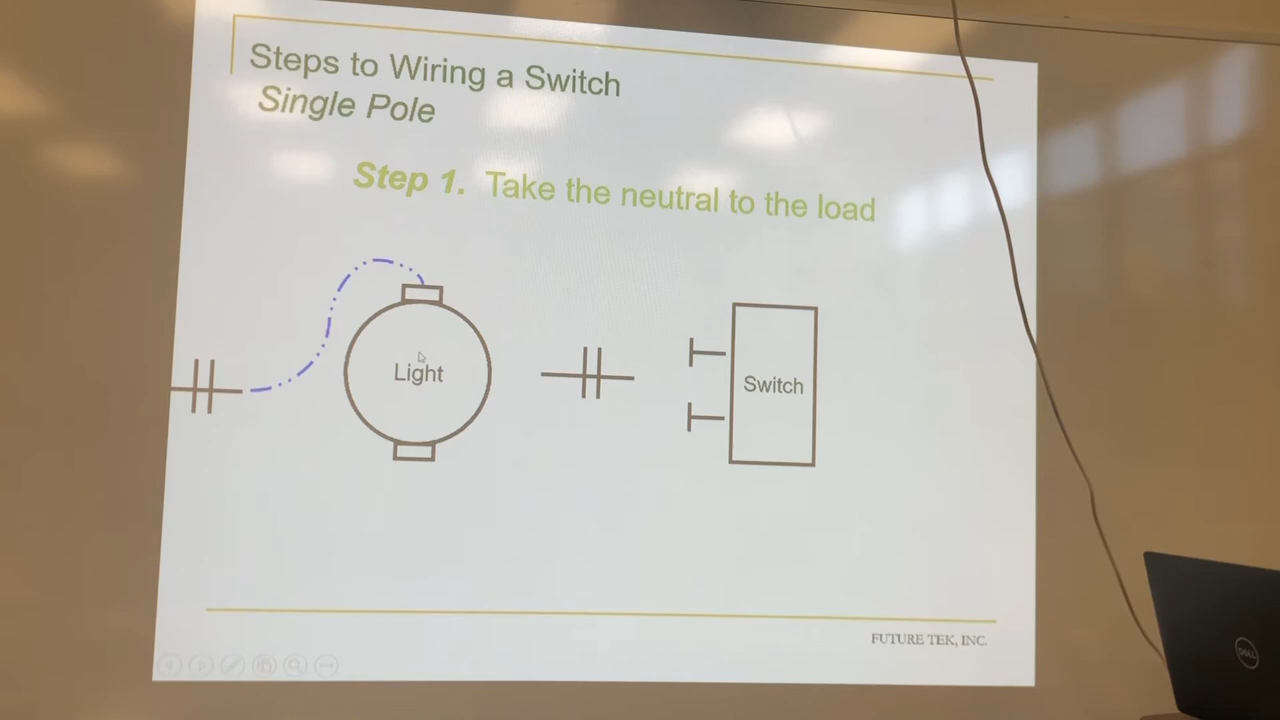 Steps to Wiring a Switch
Single Pole
Step 1. Take the neutral to the load
Light
Switch
FUTURE TEK, INC.
DELL